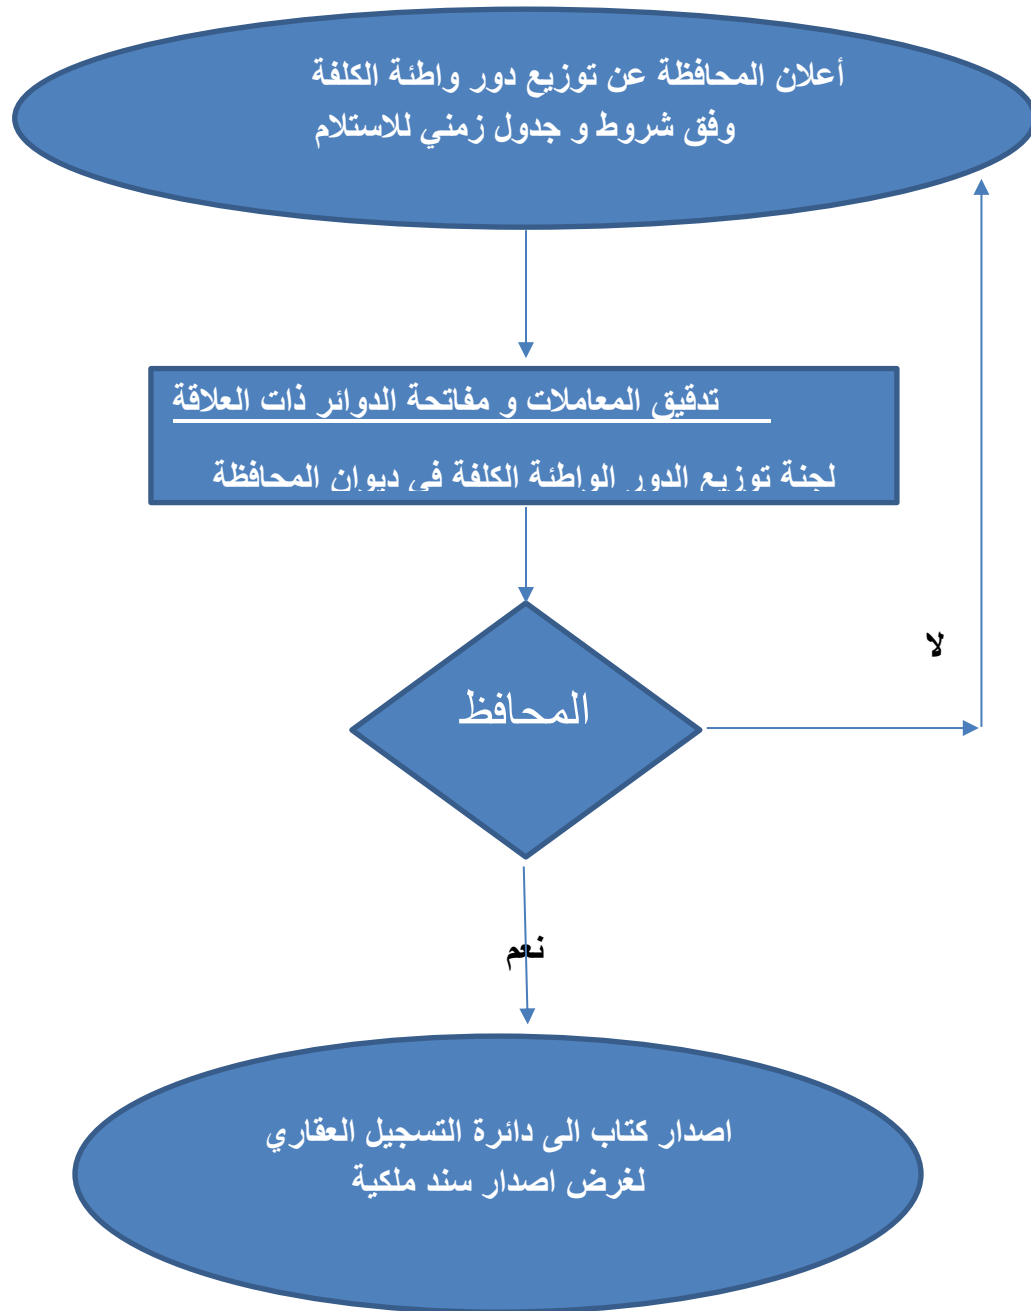 أعلان المحافظة عن توزيع دور واطئة الكلفة
وفق شروط و جدول زمني للاستلام
تدقيق المعاملات و مفاتحة الدوائر ذات العلاقة
لجنة توزيع الدور الواطئة الكلفة في ديوان المحافظة
لا
المحافظ
نعم
اصدار كتاب الى دائرة التسجيل العقاري
لغرض اصدار سند ملكية